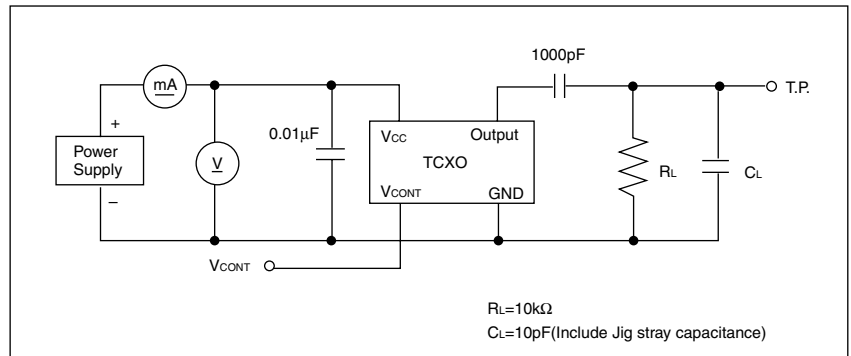 1000pF
mA
T.P.
+
0.01μF
VCC
Output
Power
Supply
V
TCXO
RL
CL
VCONT
GND
–
VCONT
RL=10kΩ
CL=10pF(Include Jig stray capacitance)